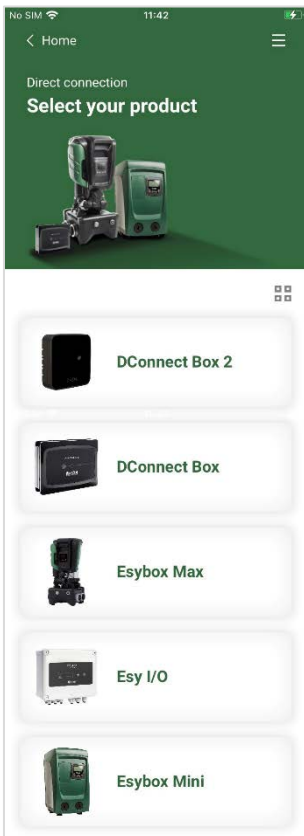 No SIM 11:42
Home
Direct connection
Select your product
DConnect Box 2
DConnect Box
Esybox Max
Esy I/O
Esybox Mini